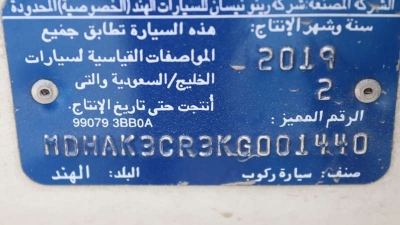 الشركة المصنعة: شركة رينو نيسان للسيارات الهند (الخصوصية) المحدودة
سنة وشهر الإنتاج: هذه السيارة تطابق جميع
2019 المواصفات القياسية لسيارات
2 الخليج/السعودية والتى
أنتجت حتى تاريخ الإنتاج.
الرقم المميز:
99079 3BB0A
MDHAK3CR3KG001440
صنف: سيارة ركوب البلد: الهند